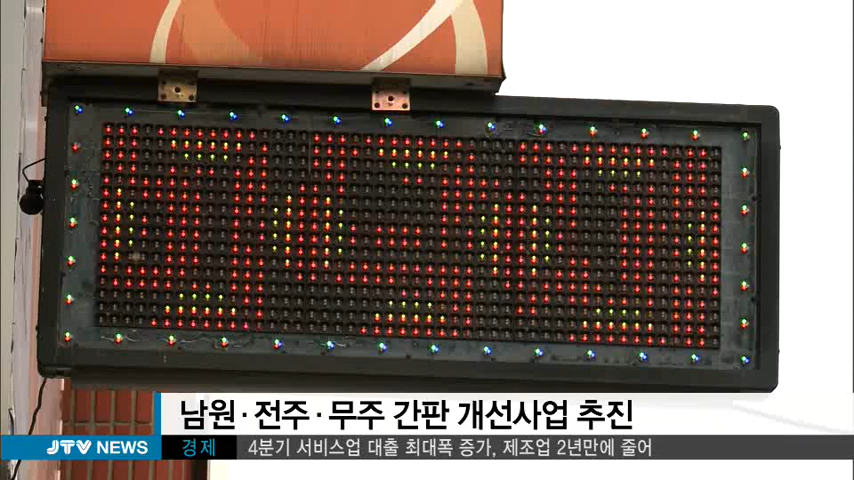 남원·전주·무주 간판 개선사업 추진
JTV NEWS 경제 4분기 서비스업 대출 최대폭 증가, 제조업 2년만에 줄어